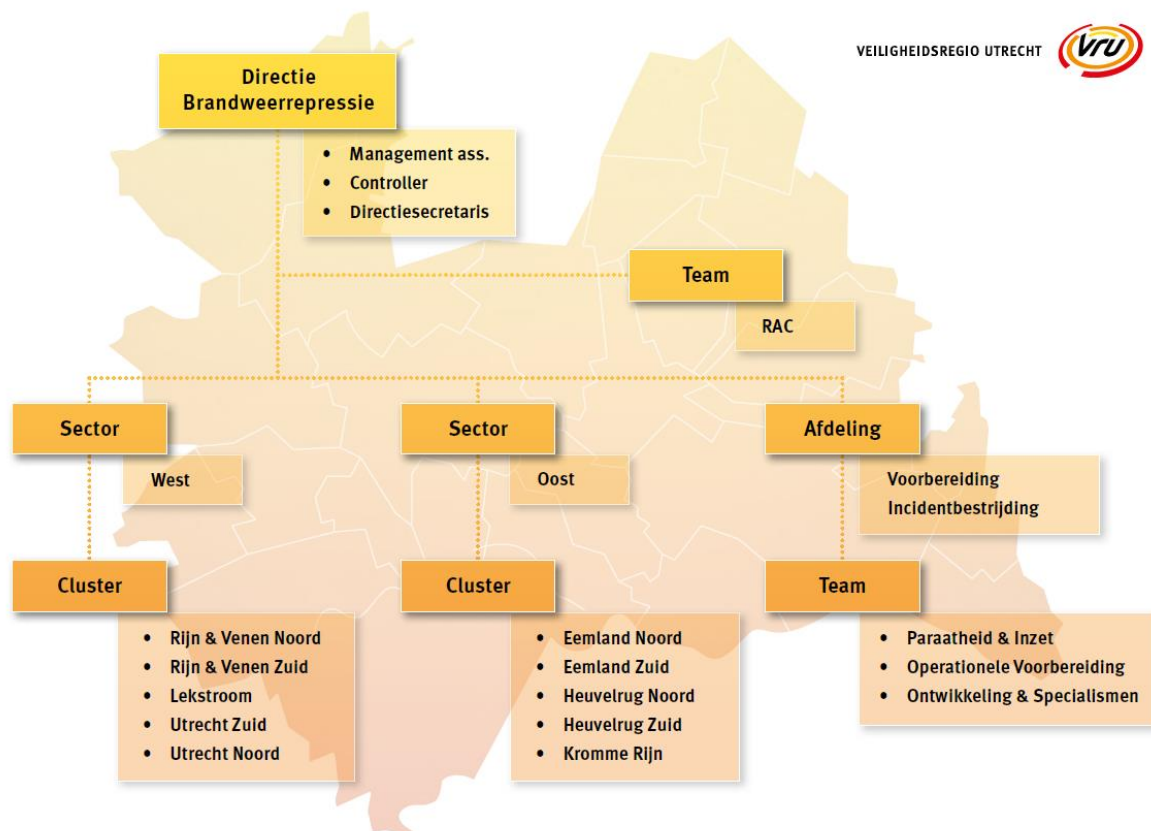 VEILIGHEIDSREGIO UTRECHT
vru
Directie
Brandweerrepressie
• Management ass.
• Controller
• Directiesecretaris
Team
RAC
Sector
West
Cluster
• Rijn & Venen Noord
• Rijn & Venen Zuid
• Lekstroom
• Utrecht Zuid
• Utrecht Noord
Sector
Oost
Cluster
• Eemland Noord
• Eemland Zuid
• Heuvelrug Noord
• Heuvelrug Zuid
• Kromme Rijn
Afdeling
Voorbereiding
Incidentbestrijding
Team
• Paraatheid & Inzet
• Operationele Voorbereiding
• Ontwikkeling & Specialismen